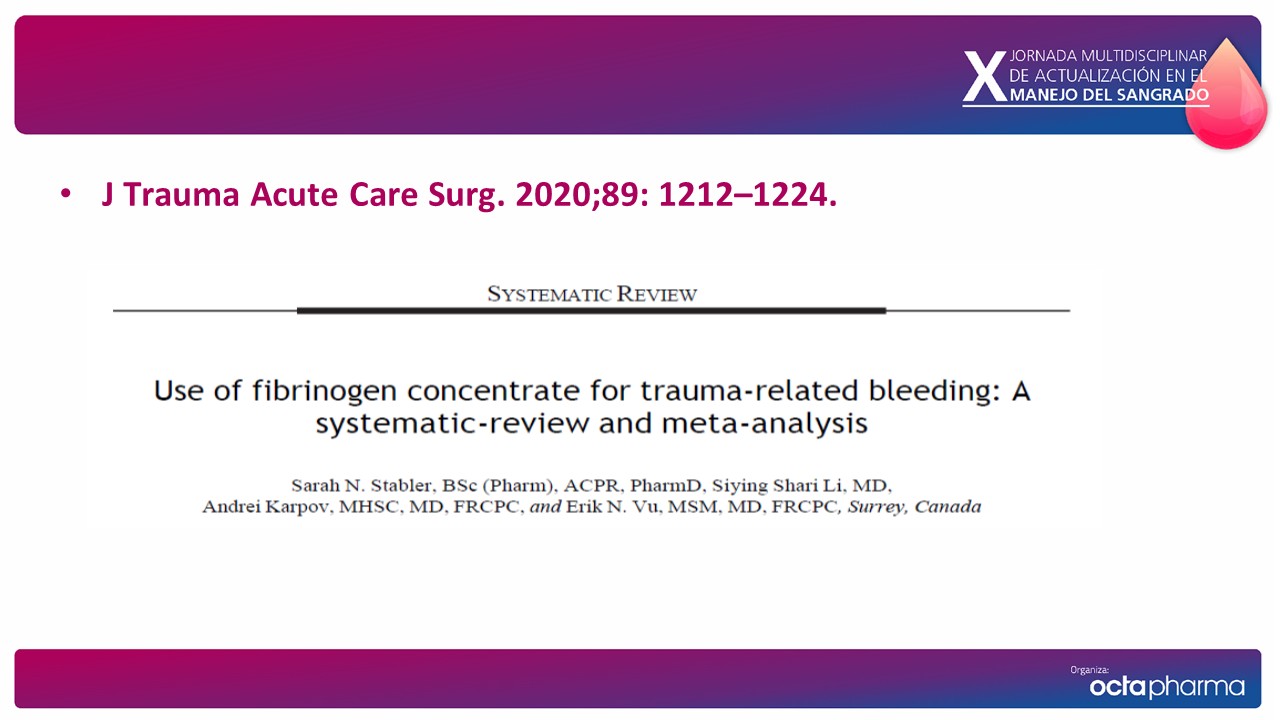 X JORNADA MULTIDISCIPLINAR
DE ACTUALIZACIÓN EN EL
MANEJO DEL SANGRADO
• J Trauma Acute Care Surg. 2020;89: 1212–1224.
SYSTEMATIC REVIEW
Use of fibrinogen concentrate for trauma-related bleeding: A
systematic-review and meta-analysis
Sarah N. Stabler, BSc (Pharm), ACPR, PharmD, Siying Shari Li, MD,
Andrei Karpov, MHSC, MD, FRCPC, and Erik N. Vu, MSM, MD, FRCPC, Surrey, Canada
Organiza:
octapharma